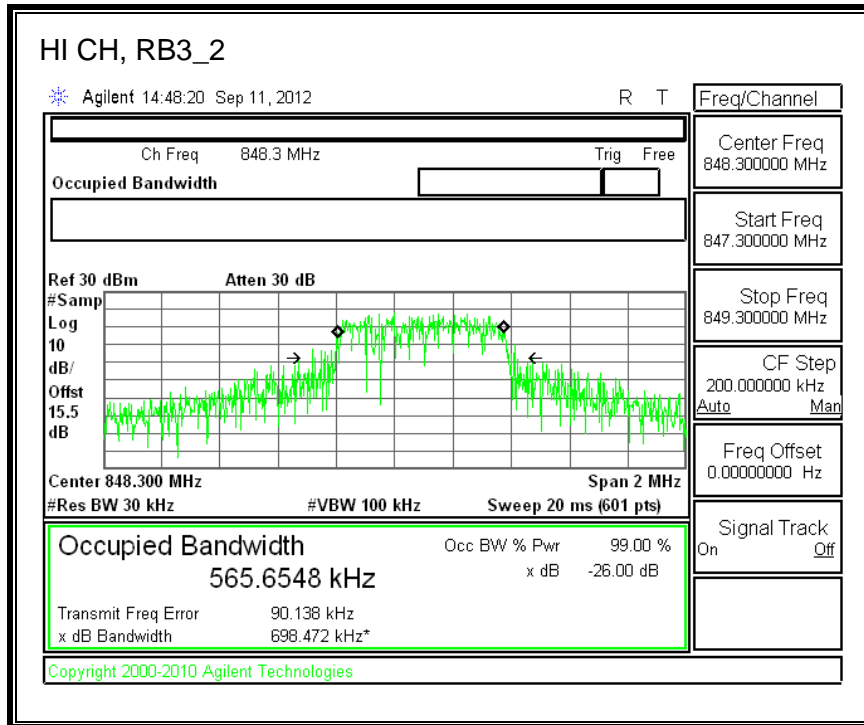 HI CH, RB3_2
Agilent 14:48:20 Sep 11, 2012 R T
Freq/Channel
Ch Freq 848.3 MHz Trig Free
Occupied Bandwidth
Center Freq
848.300000 MHz
Start Freq
847.300000 MHz
Stop Freq
849.300000 MHz
CF Step
200.000000 kHz
Auto Man
Freq Offset
0.00000000 Hz
Signal Track
On Off
Ref 30 dBm Atten 30 dB
#Samp
Log
10
dB/
Offst
15.5
dB
Center 848.300 MHz Span 2 MHz
#Res BW 30 kHz #VBW 100 kHz Sweep 20 ms (601 pts)
Occupied Bandwidth Occ BW % Pwr 99.00 %
565.6548 kHz x dB -26.00 dB
Transmit Freq Error 90.138 kHz
x dB Bandwidth 698.472 kHz*
Copyright 2000-2010 Agilent Technologies